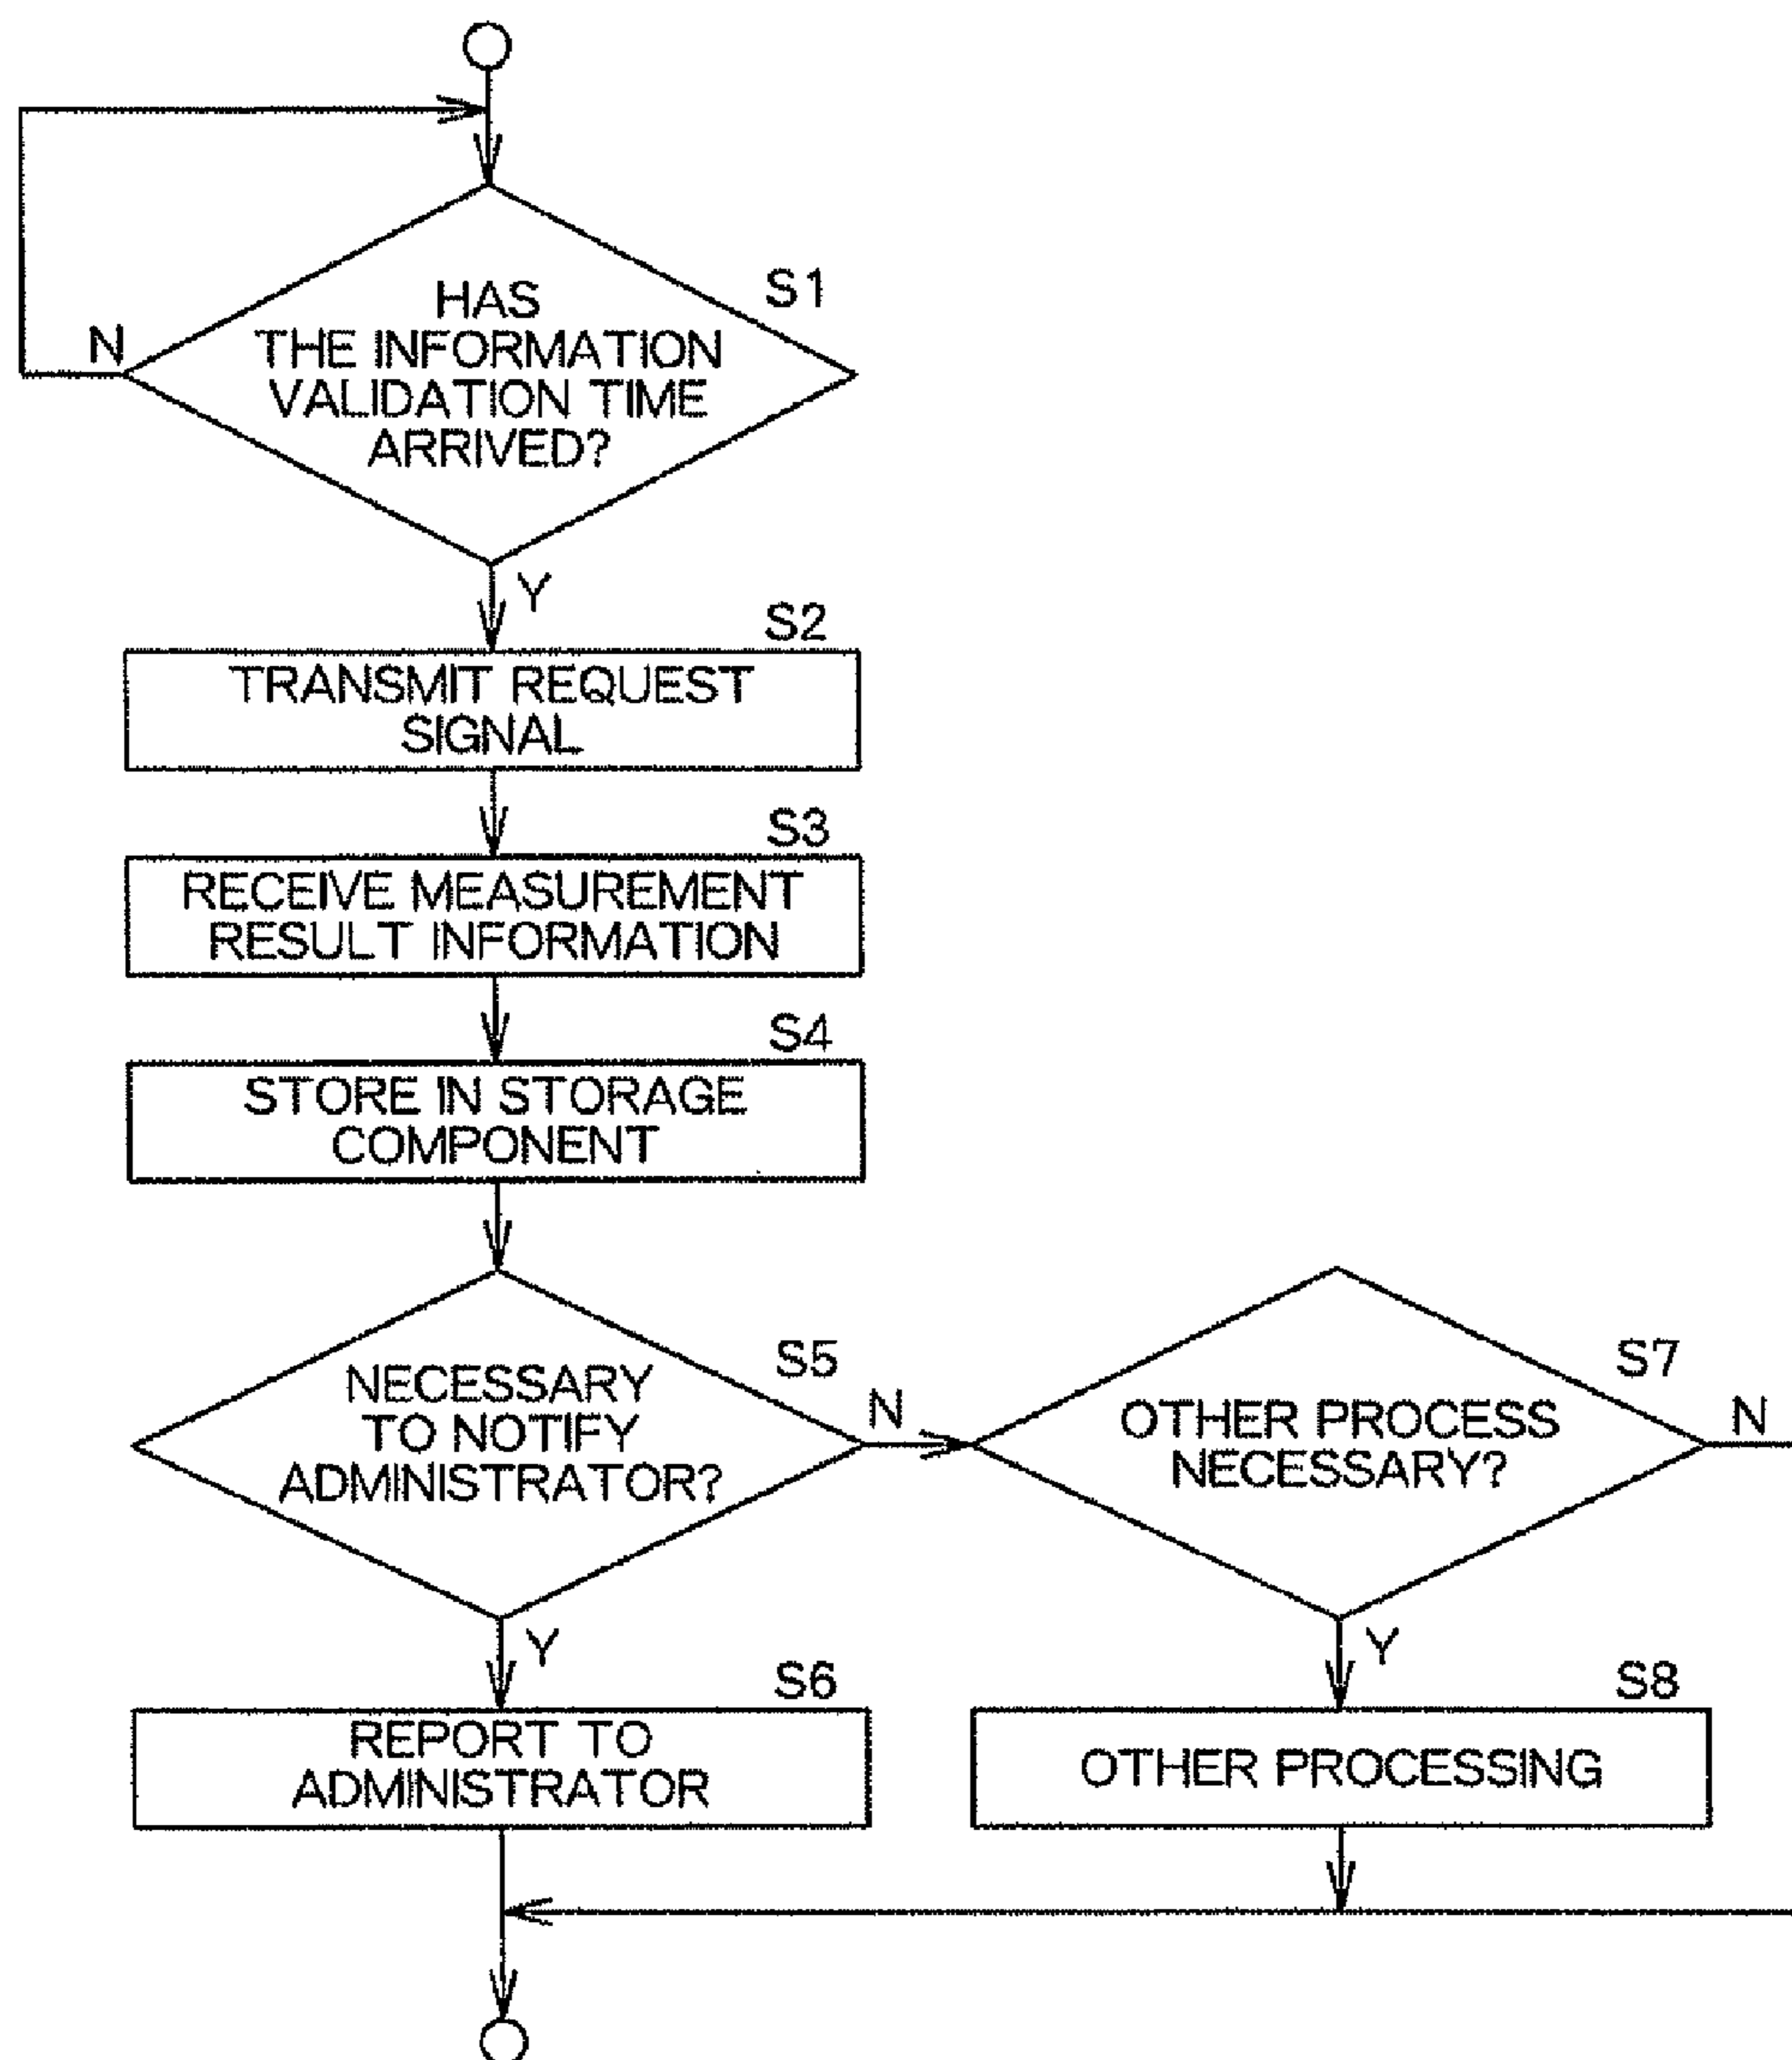 S1
HAS
THE INFORMATION
VALIDATION TIME
ARRIVED?
N
Y
S2
TRANSMIT REQUEST
SIGNAL
S3
RECEIVE MEASUREMENT
RESULT INFORMATION
S4
STORE IN STORAGE
COMPONENT
S5
NECESSARY
TO NOTIFY
ADMINISTRATOR?
N
S7
OTHER PROCESS
NECESSARY?
N
Y
Y
S6
REPORT TO
ADMINISTRATOR
S8
OTHER PROCESSING